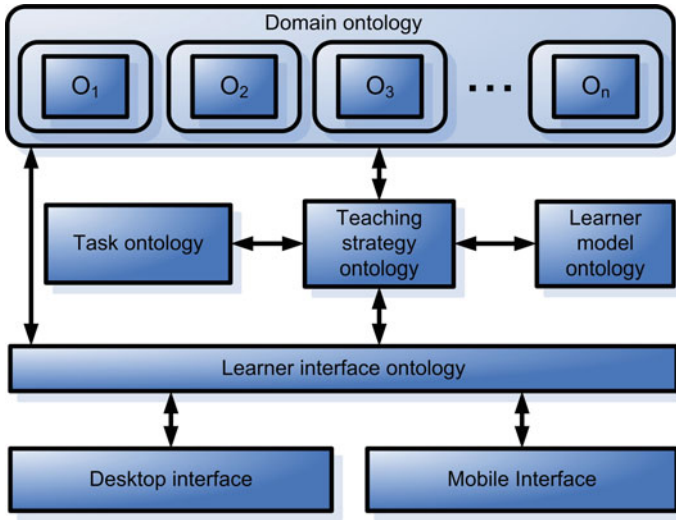 Domain ontology
O1 O2 O3 ... On
Task ontology
Teaching
strategy
ontology
Learner
model
ontology
Learner interface ontology
Desktop interface
Mobile Interface